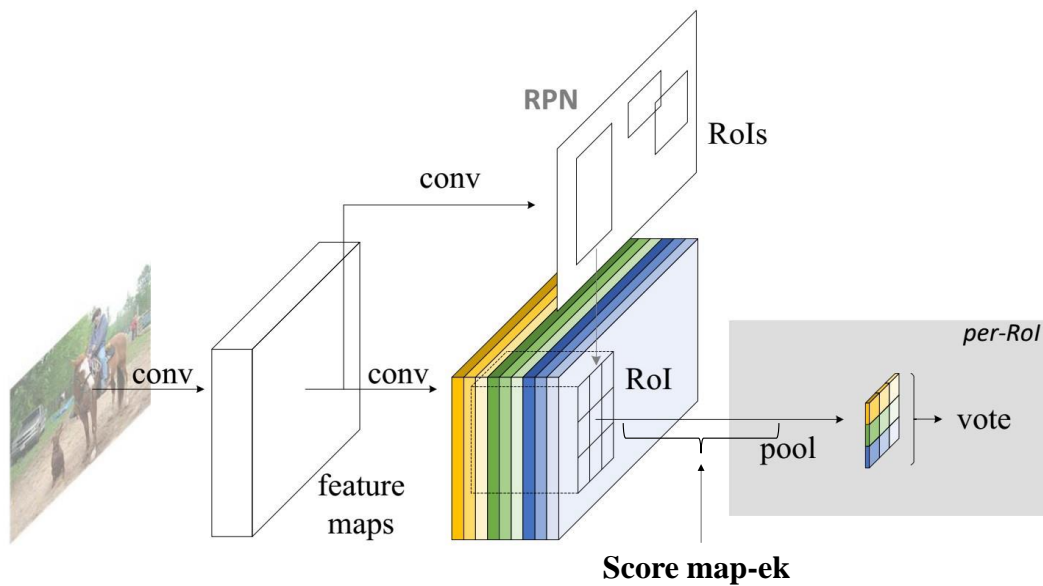 RPN
RoIs
conv
per-RoI
conv
conv
RoI
pool
vote
feature
maps
Score map-ek